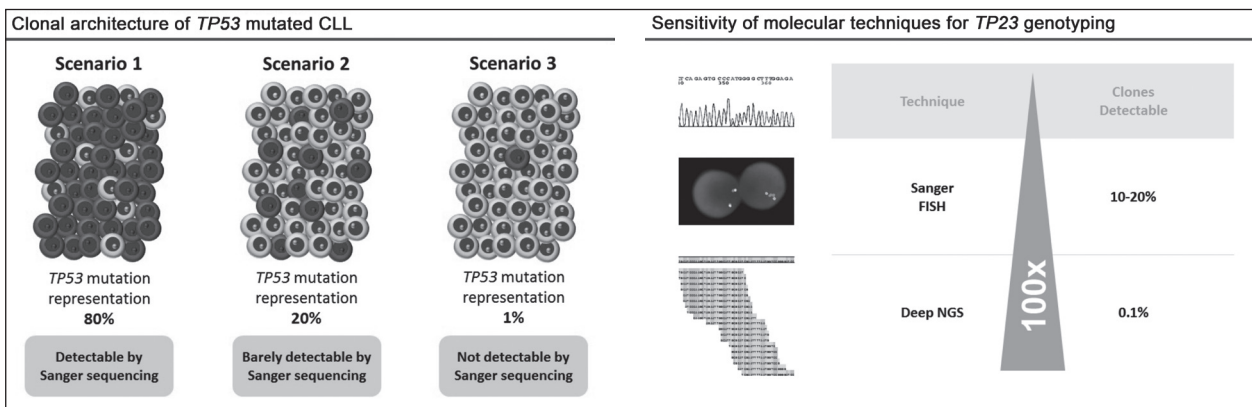 Clonal architecture of TP53 mutated CLL
Scenario 1
Scenario 2
Scenario 3
TP53 mutation
representation
80%
TP53 mutation
representation
20%
TP53 mutation
representation
1%
Detectable by
Sanger sequencing
Barely detectable by
Sanger sequencing
Not detectable by
Sanger sequencing
Sensitivity of molecular techniques for TP23 genotyping
Technique
Clones
Detectable
Sanger
FISH
10-20%
Deep NGS
0.1%
100x